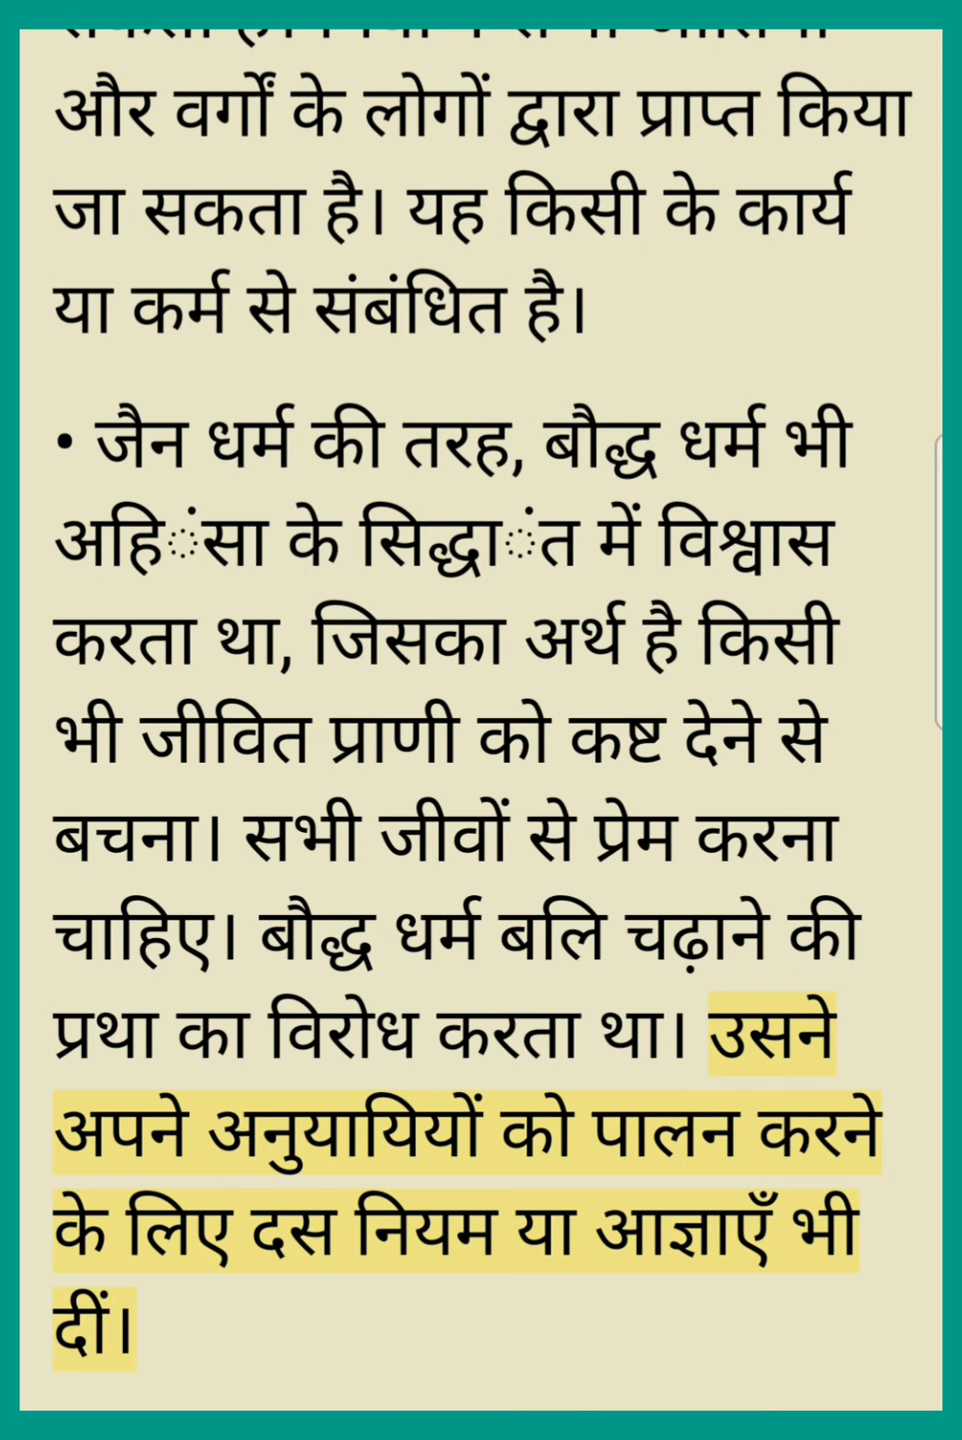 और वर्गों के लोगों द्वारा प्राप्त किया
जा सकता है। यह किसी के कार्य
या कर्म से संबंधित है।
• जैन धर्म की तरह, बौद्ध धर्म भी
अहि◌ंसा के सिद्धा◌ंत में विश्वास
करता था, जिसका अर्थ है किसी
भी जीवित प्राणी को कष्ट देने से
बचना। सभी जीवों से प्रेम करना
चाहिए। बौद्ध धर्म बलि चढ़ाने की
प्रथा का विरोध करता था। उसने
अपने अनुयायियों को पालन करने
के लिए दस नियम या आज्ञाएँ भी
दीं।